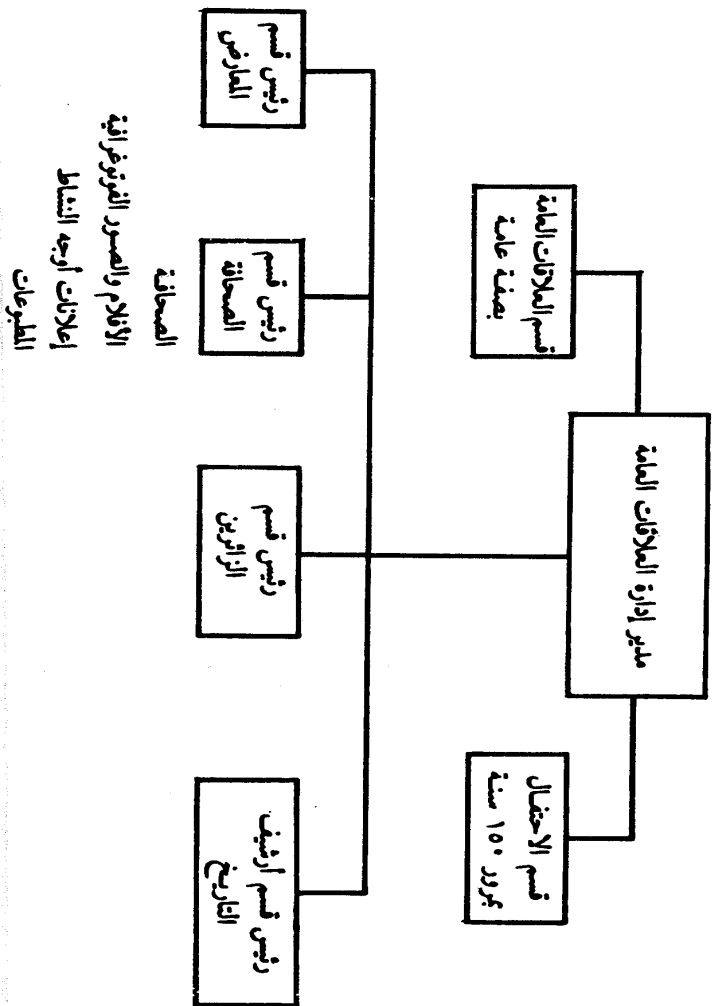 مدير إدارة العلاقات العامة
قسم الاحتفال
بمرور ١٥٠ سنة
قسم العلاقات العامة
بصفة عامة
رئيس قسم أرشيف
التاريخ
رئيس قسم
الزائرين
رئيس قسم
الصحافة
رئيس قسم
المعارض
الصحافة
الأفلام والصور الفوتوغرافية
إعلانات أوجه النشاط
المطبوعات